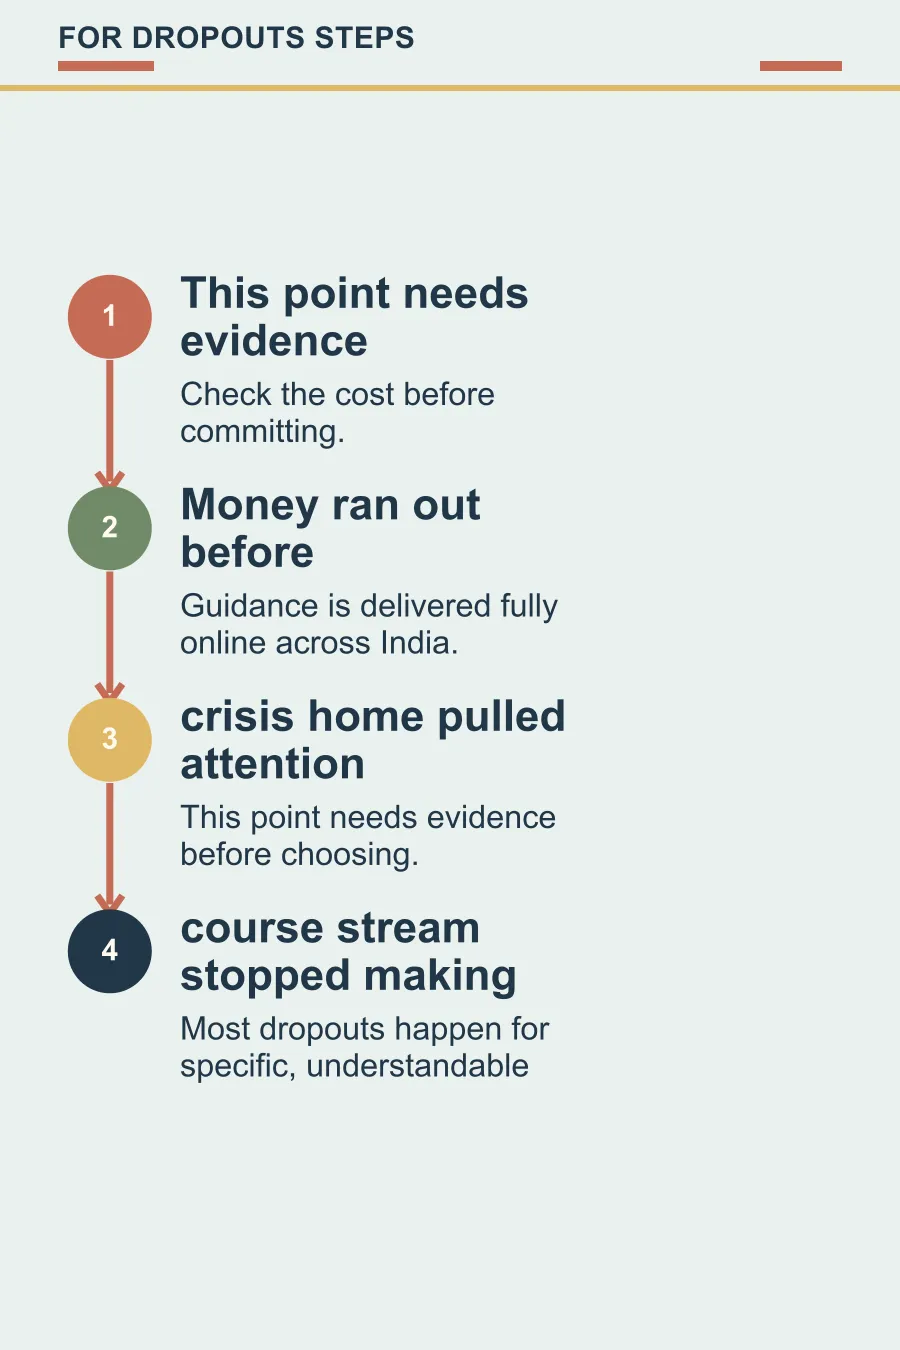 FOR DROPOUTS STEPS
1
This point needs
evidence
Check the cost before
committing.
2
Money ran out
before
Guidance is delivered fully
online across India.
3
crisis home pulled
attention
This point needs evidence
before choosing.
4
course stream
stopped making
Most dropouts happen for
specific, understandable